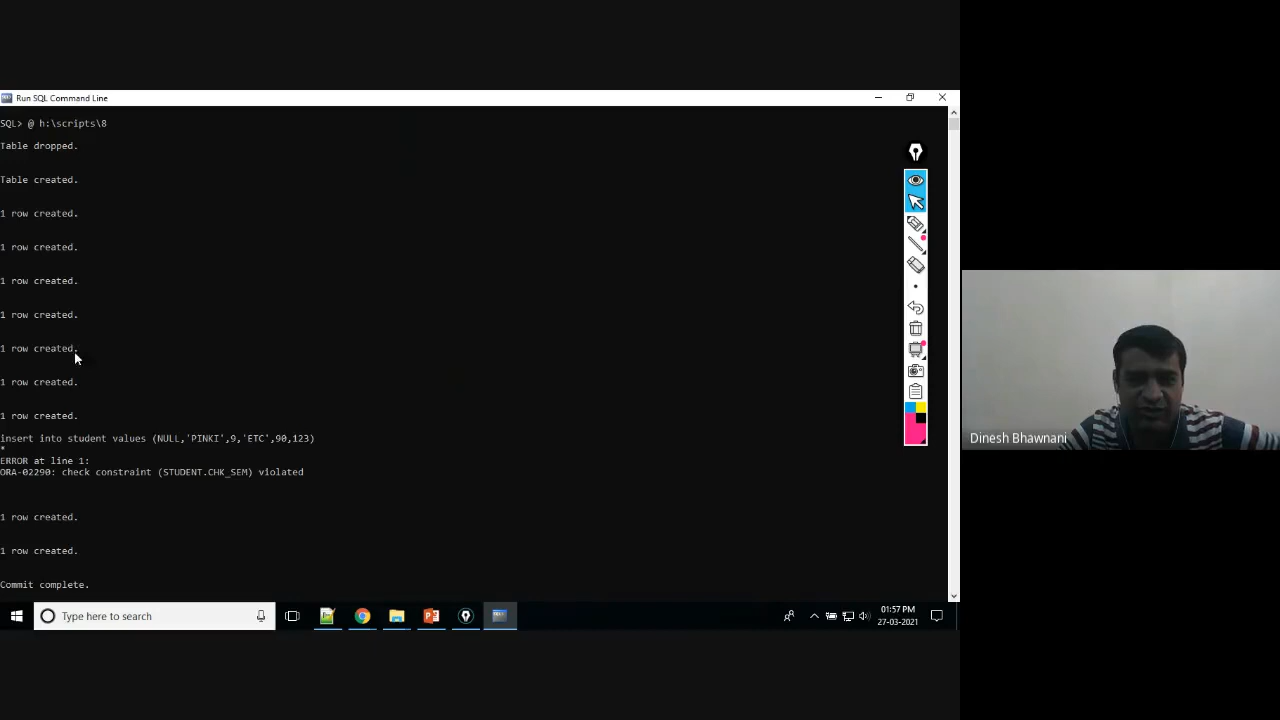 Run SQL Command Line
SQL> @ h:\scripts\8
Table dropped.
Table created.
1 row created.
1 row created.
1 row created.
1 row created.
1 row created.
1 row created.
1 row created.
insert into student values (NULL,'PINKI',9,'ETC',90,123)
*
ERROR at line 1:
ORA-02290: check constraint (STUDENT.CHK_SEM) violated
1 row created.
1 row created.
Commit complete.
Dinesh Bhawnani
Type here to search
01:57 PM
27-03-2021